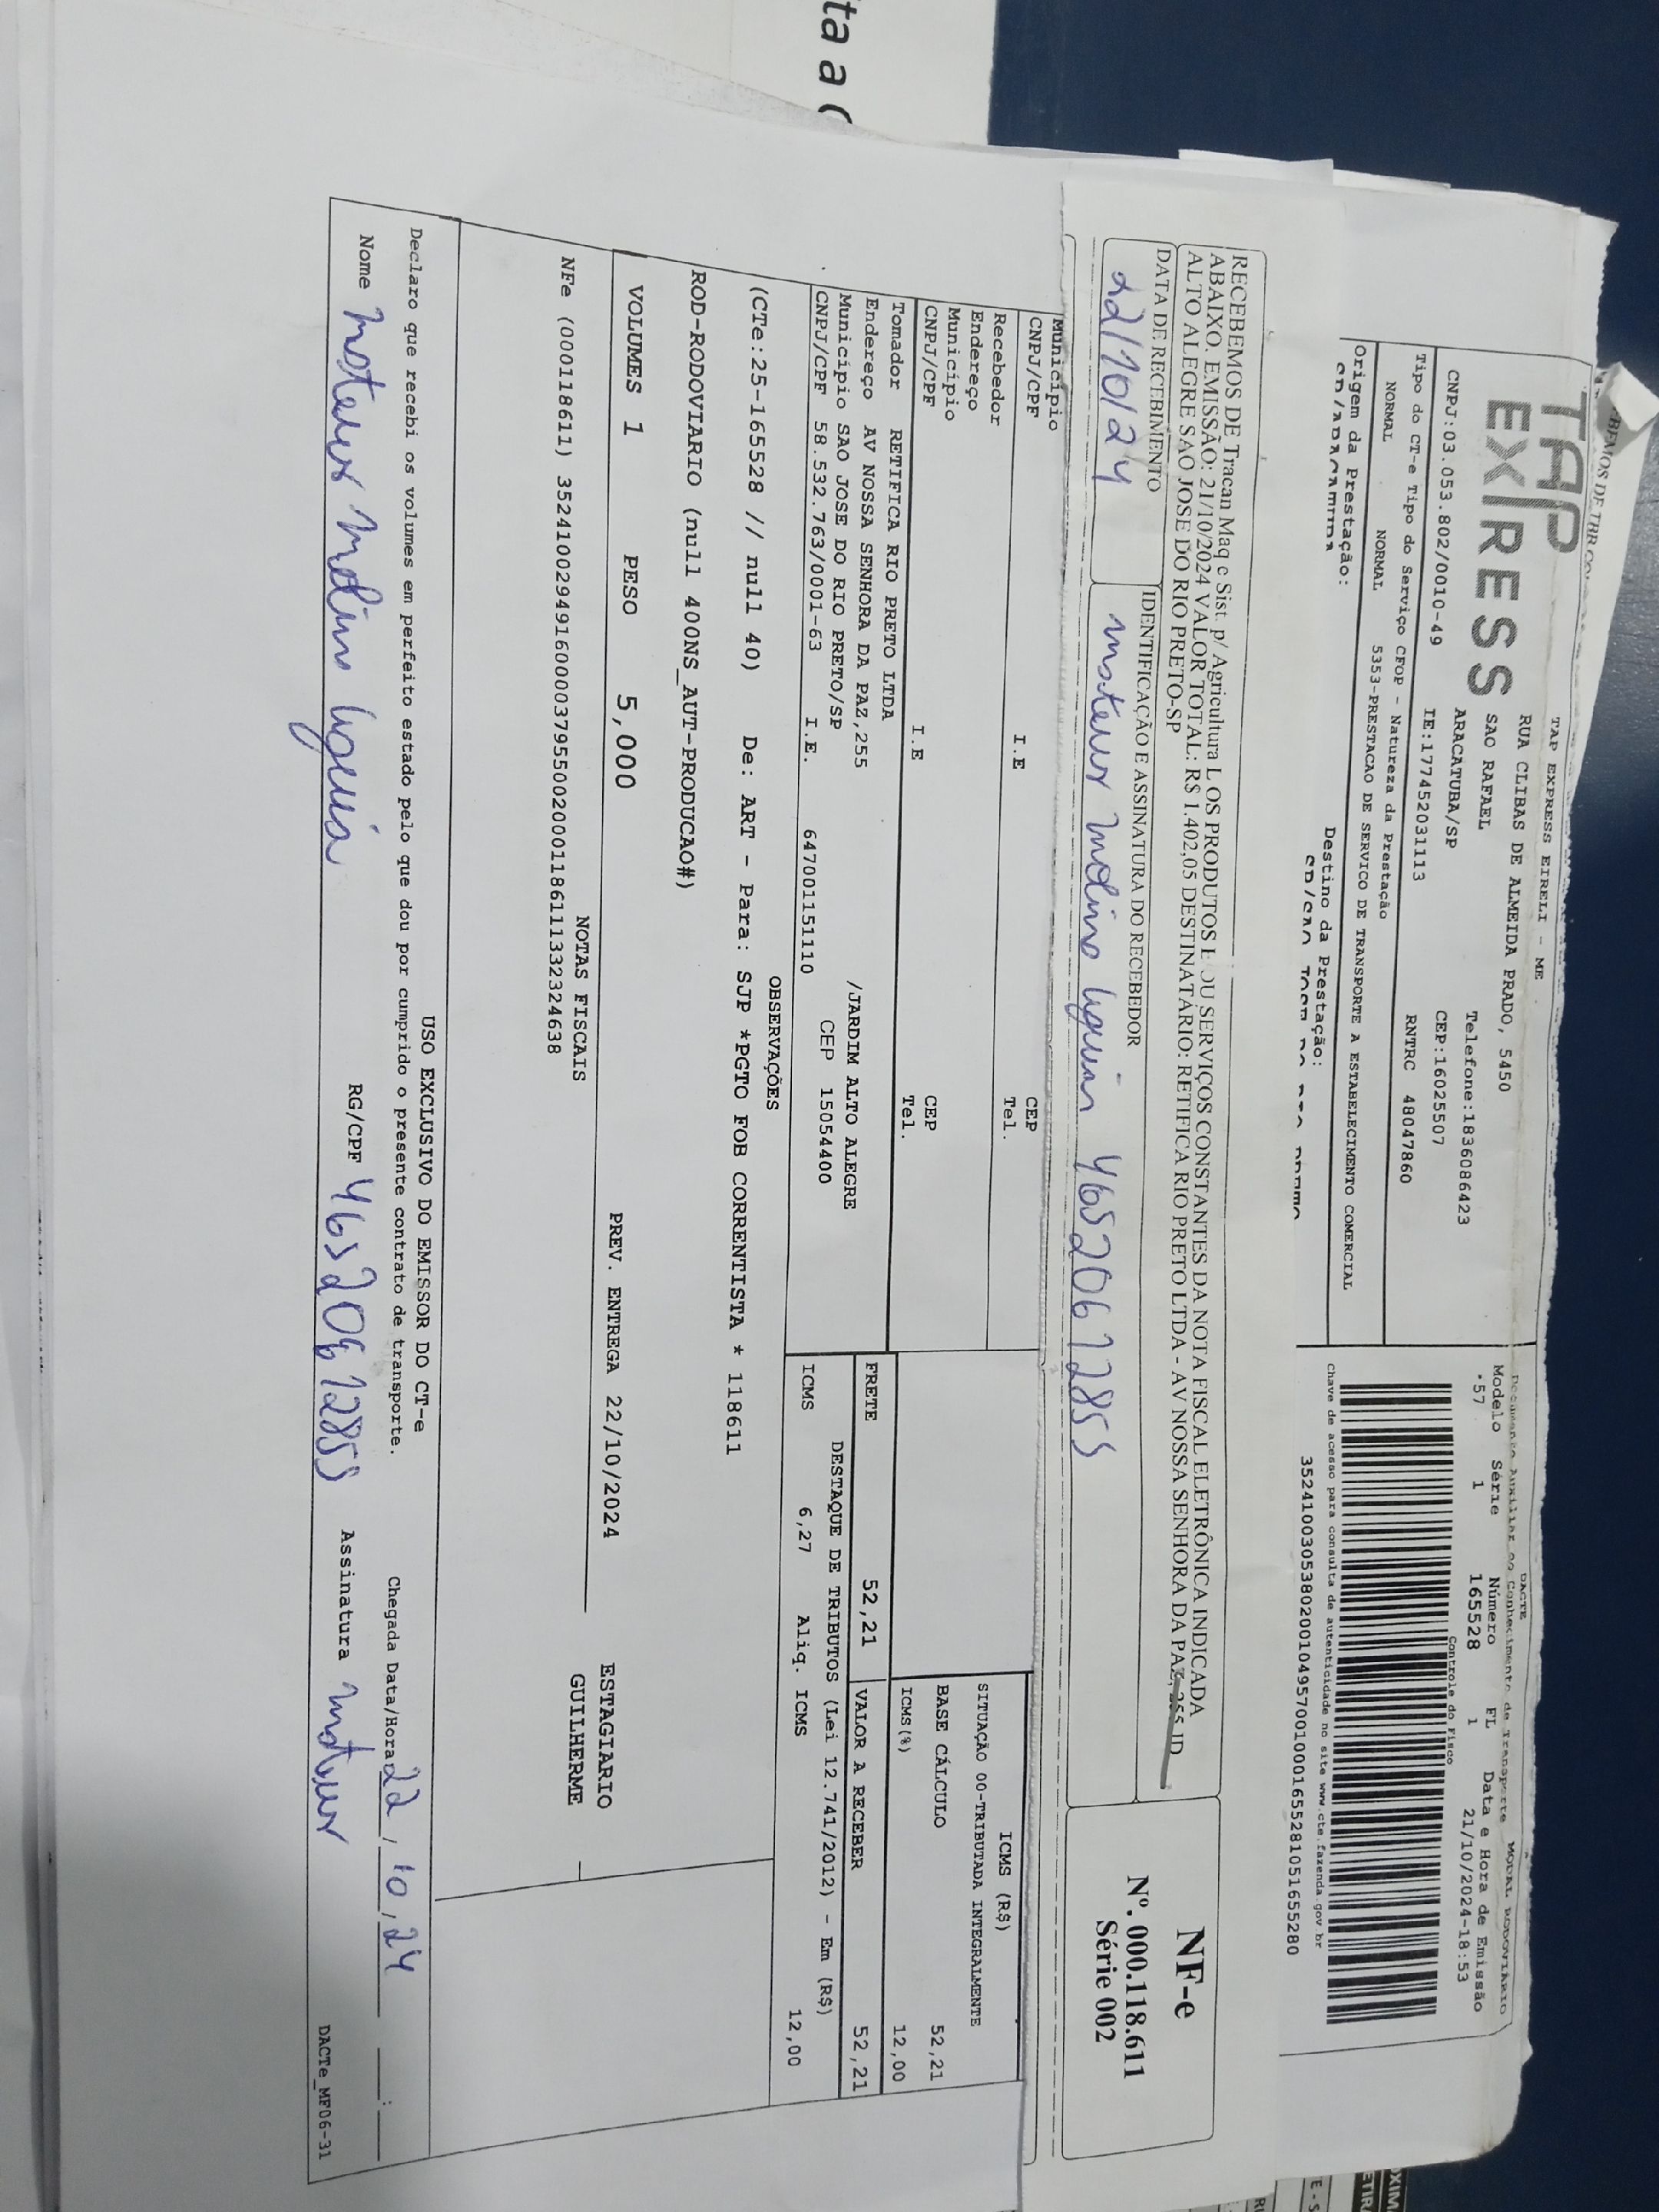 ta a
TAP
EXPRESS
TAP EXPRESS EIRELI - ME
RUA CLIBAS DE ALMEIDA PRADO, 5450
SAO RAFAEL Telefone:1836086423
ARACATUBA/SP CEP:16025507
CNPJ:03.053.802/0010-49 IE:177452031113 RNTRC 48047860
Tipo do CT-e Tipo do Serviço CFOP - Natureza da Prestação
NORMAL NORMAL 5353-PRESTACAO DE SERVICO DE TRANSPORTE A ESTABELECIMENTO COMERCIAL
Origem da Prestação: Destino da Prestação:
DACTE
Documento Auxiliar do Conhecimento de Transporte MODAL RODOVIÁRIO
Modelo Série Número FL Data e Hora de Emissão
57 1 165528 1 21/10/2024-18:53
Controle do Fisco
Chave de acesso para consulta de autenticidade no site www.cte.fazenda.gov.br
35241003053802001049570010001655281051655280
RECEBEMOS DE Tracan Maq e Sist. p/ Agricultura L OS PRODUTOS E OU SERVIÇOS CONSTANTES DA NOTA FISCAL ELETRÔNICA INDICADA
ABAIXO. EMISSÃO: 21/10/2024 VALOR TOTAL: R$ 1.402,05 DESTINATÁRIO: RETIFICA RIO PRETO LTDA - AV NOSSA SENHORA DA PAZ, 255 JD
ALTO ALEGRE SAO JOSE DO RIO PRETO-SP
DATA DE RECEBIMENTO IDENTIFICAÇÃO E ASSINATURA DO RECEBEDOR
22/10/24 46520671285S
NF-e
Nº. 000.118.611
Série 002
Município CEP
CNPJ/CPF I.E Tel.
Recebedor
Endereço
Município CEP
CNPJ/CPF I.E Tel.
Tomador RETIFICA RIO PRETO LTDA
Endereço AV NOSSA SENHORA DA PAZ,255 /JARDIM ALTO ALEGRE
Município SAO JOSE DO RIO PRETO/SP CEP 15054400
CNPJ/CPF 58.532.763/0001-63 I.E. 647001151110
ICMS (R$)
SITUAÇÃO 00-TRIBUTADA INTEGRALMENTE
BASE CÁLCULO 52,21
ICMS(%) 12,00
FRETE 52,21 VALOR A RECEBER 52,21
DESTAQUE DE TRIBUTOS (Lei 12.741/2012) - Em (R$)
ICMS 6,27 Aliq. ICMS 12,00
OBSERVAÇÕES
(CTe:25-165528 // null 40) De: ART - Para: SJP *PGTO FOB CORRENTISTA * 118611
ROD-RODOVIARIO (null 400NS_AUT-PRODUCAO#)
VOLUMES 1 PESO 5,000 PREV. ENTREGA 22/10/2024
ESTAGIARIO
GUILHERME
NOTAS FISCAIS
NFe (000118611) 35241002949160000379550020001186111332324638
USO EXCLUSIVO DO EMISSOR DO CT-e
Declaro que recebi os volumes em perfeito estado pelo que dou por cumprido o presente contrato de transporte. Chegada Data/Hora 22/10/24 :
Nome RG/CPF Assinatura
DACTe_MF06-31